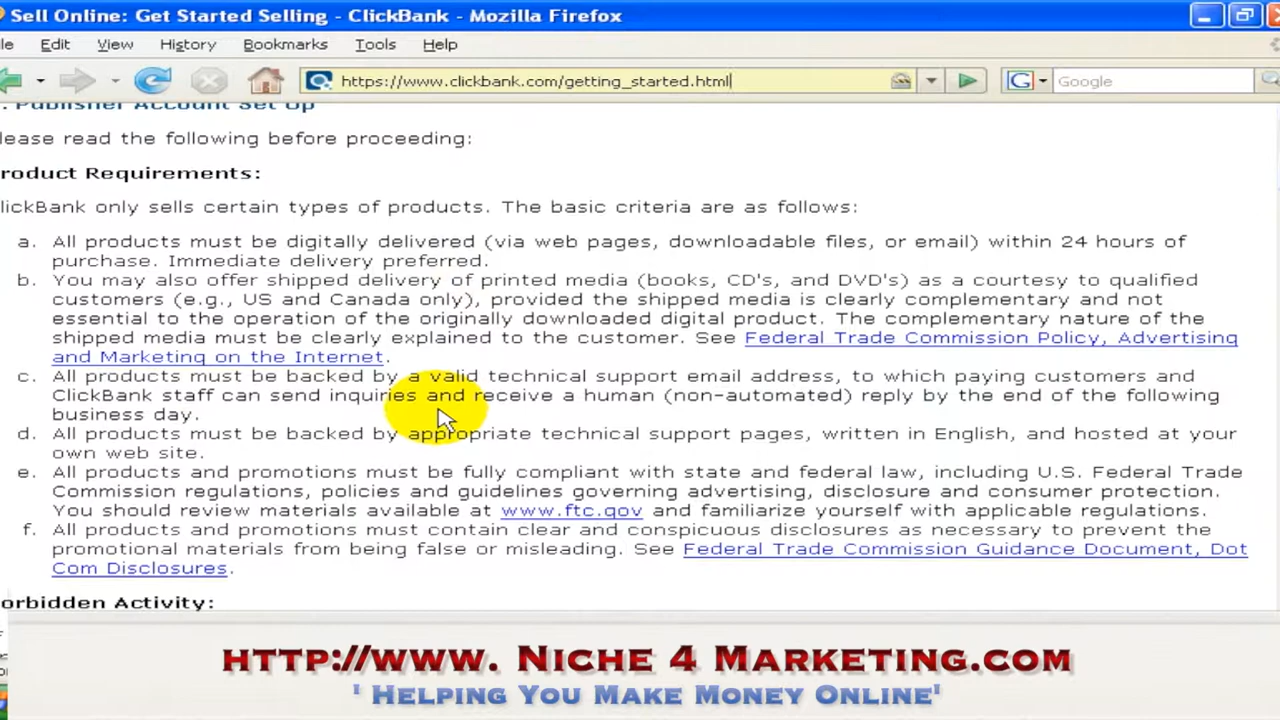 Sell Online: Get Started Selling - ClickBank - Mozilla Firefox
le Edit View History Bookmarks Tools Help
https://www.clickbank.com/getting_started.html
Google
. Publisher Account Set Up
lease read the following before proceeding:
roduct Requirements:
lickBank only sells certain types of products. The basic criteria are as follows:
a. All products must be digitally delivered (via web pages, downloadable files, or email) within 24 hours of
purchase. Immediate delivery preferred.
b. You may also offer shipped delivery of printed media (books, CD's, and DVD's) as a courtesy to qualified
customers (e.g., US and Canada only), provided the shipped media is clearly complementary and not
essential to the operation of the originally downloaded digital product. The complementary nature of the
shipped media must be clearly explained to the customer. See Federal Trade Commission Policy, Advertising
and Marketing on the Internet.
c. All products must be backed by a valid technical support email address, to which paying customers and
ClickBank staff can send inquiries and receive a human (non-automated) reply by the end of the following
business day.
d. All products must be backed by appropriate technical support pages, written in English, and hosted at your
own web site.
e. All products and promotions must be fully compliant with state and federal law, including U.S. Federal Trade
Commission regulations, policies and guidelines governing advertising, disclosure and consumer protection.
You should review materials available at www.ftc.gov and familiarize yourself with applicable regulations.
f. All products and promotions must contain clear and conspicuous disclosures as necessary to prevent the
promotional materials from being false or misleading. See Federal Trade Commission Guidance Document, Dot
Com Disclosures.
orbidden Activity:
http://www. Niche 4 Marketing.com
' Helping You Make Money Online'